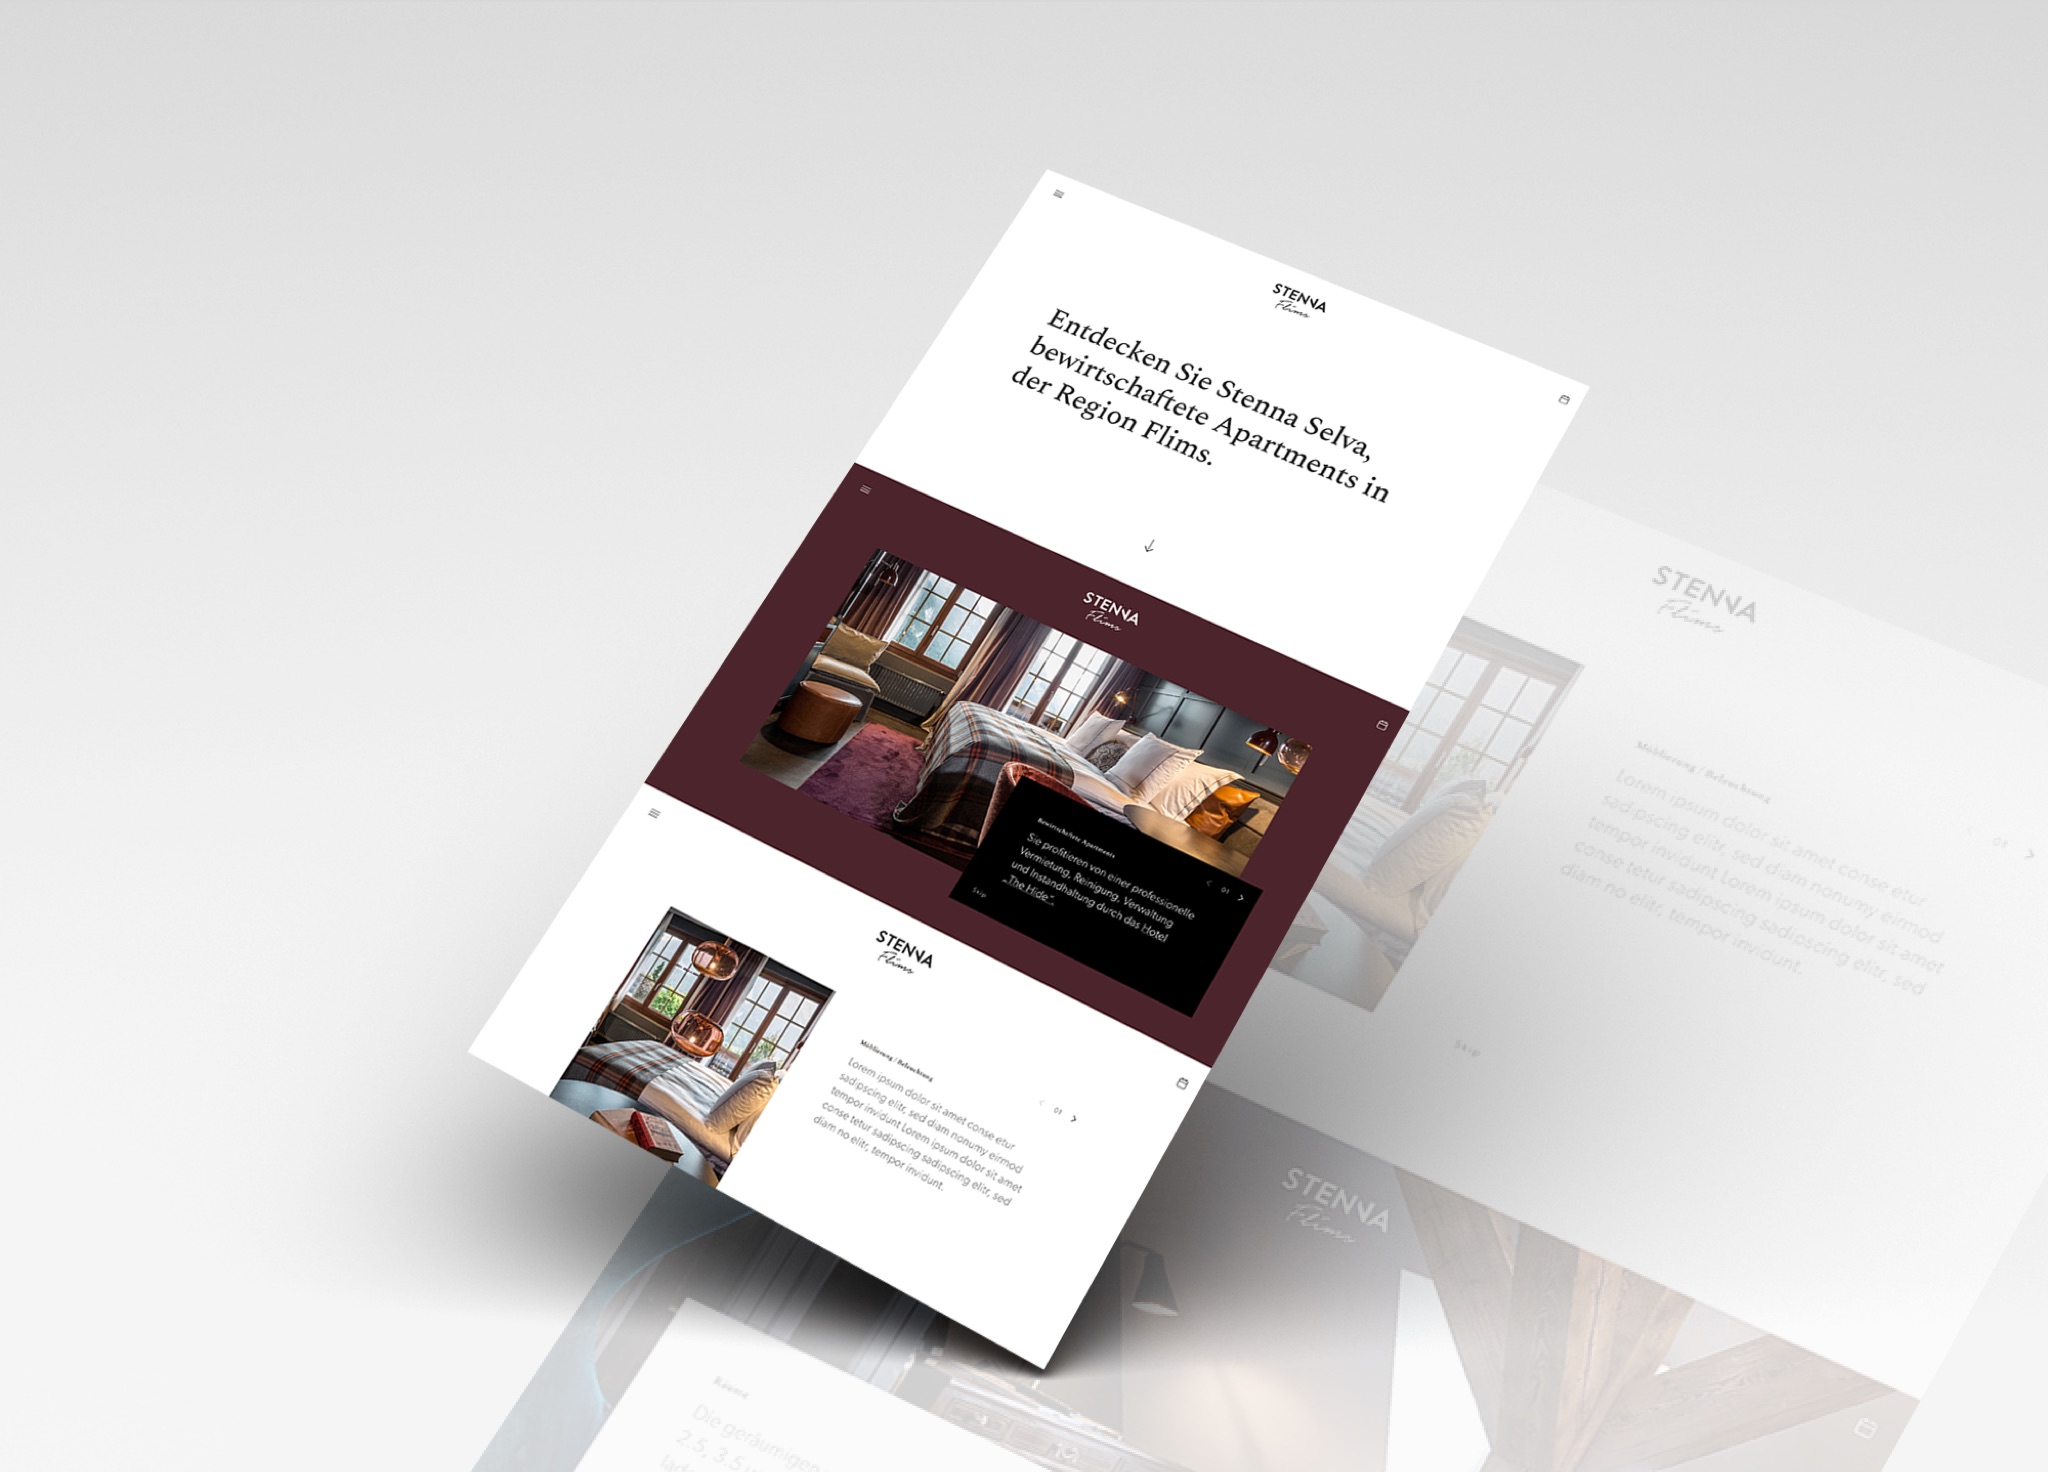 STENNA
Flims
Entdecken Sie Stenna Selva,
bewirtschaftete Apartments in
der Region Flims.
STENNA
Flims
Bewirtschaftete Apartments
Sie profitieren von einer professionelle
Vermietung, Reinigung, Verwaltung
und Instandhaltung durch das Hotel
„The Hide“
01
Skip
STENNA
Flims
Möblierung / Beleuchtung
Lorem ipsum dolor sit amet conse etur
sadipscing elitr, sed diam nonumy eirmod
tempor invidunt Lorem ipsum dolor sit amet
conse tetur sadipscing sadipscing elitr, sed
diam no elitr, tempor invidunt.
01
STENNA
Flims
Möblierung / Beleuchtung
Lorem ipsum dolor sit amet conse etur
sadipscing elitr, sed diam nonumy eirmod
tempor invidunt Lorem ipsum dolor sit amet
conse tetur sadipscing sadipscing elitr, sed
diam no elitr, tempor invidunt.
01
Skip
STENNA
Flims
Räume
Die geräumigen
2.5, 3.5